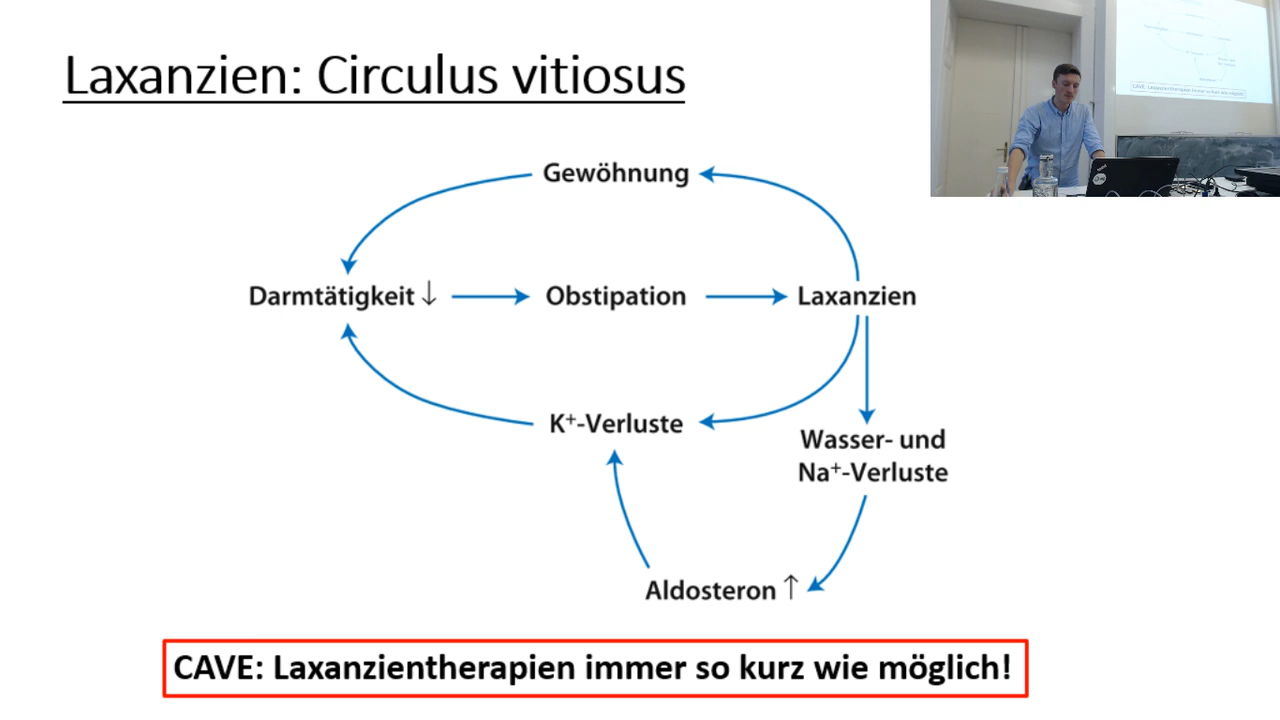 Laxanzien: Circulus vitiosus
Gewöhnung
Darmtätigkeit ↓
Obstipation
Laxanzien
K⁺-Verluste
Wasser- und
Na⁺-Verluste
Aldosteron ↑
CAVE: Laxanzientherapien immer so kurz wie möglich!